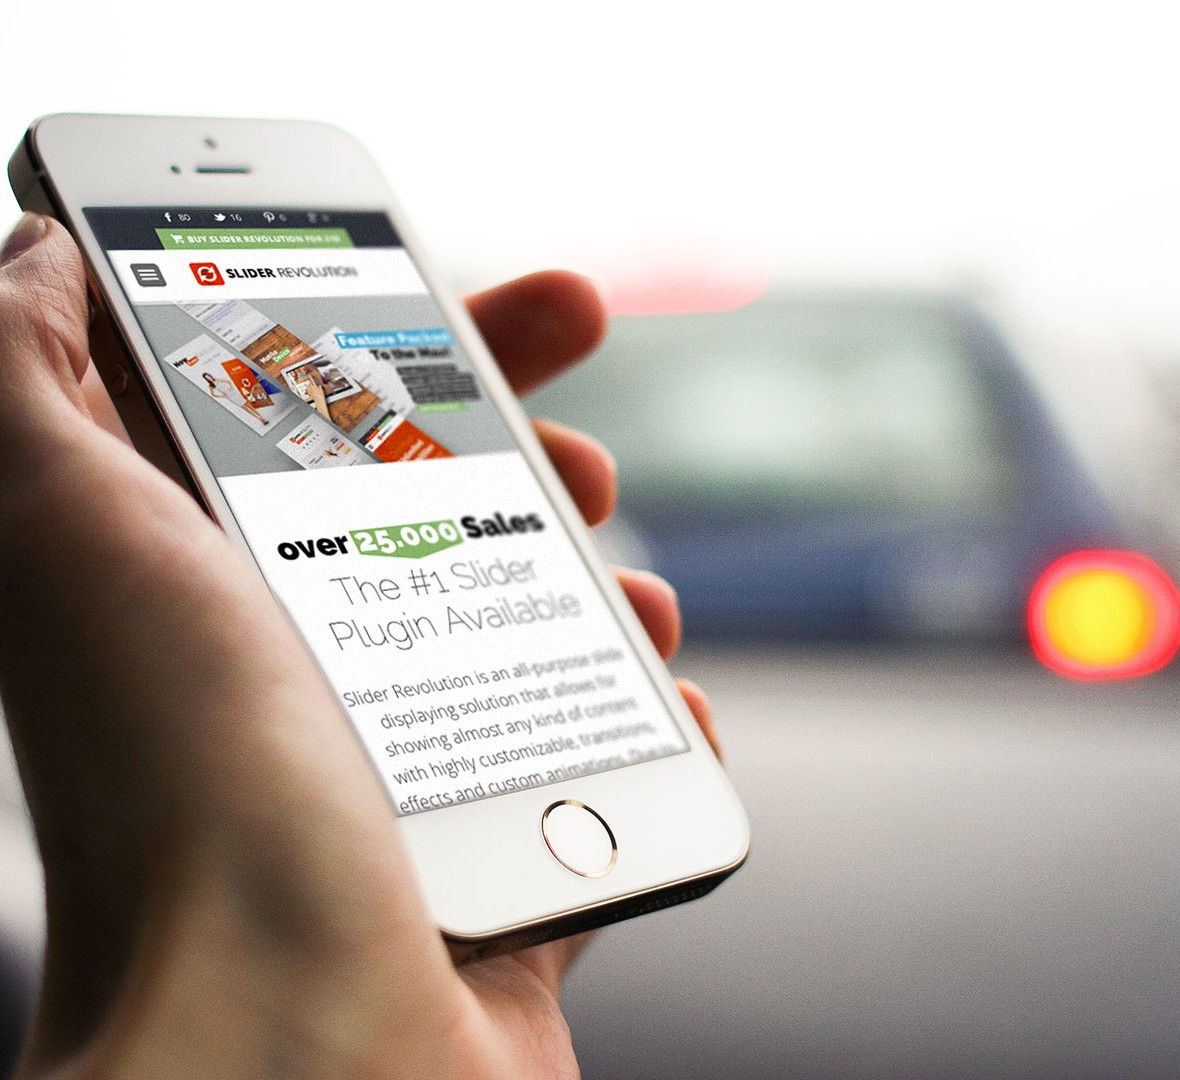 80 16 0
BUY SLIDER REVOLUTION FOR
SLIDER REVOLUTION
Feature Packed
To the Max!
over 25.000 Sales
The #1 Slider
Plugin Available
Slider Revolution is an all-purpose slide
displaying solution that allows for
showing almost any kind of content
with highly customizable, transitions,
effects and custom animations.